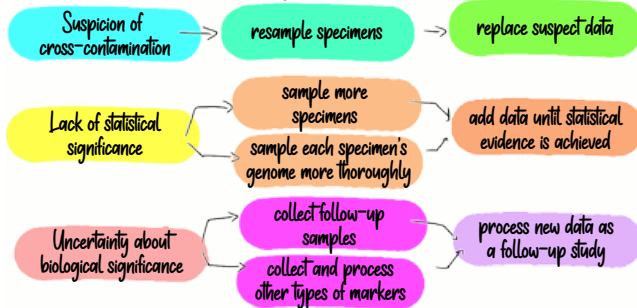 Suspicion of
cross-contamination
resample specimens
replace suspect data
Lack of statistical
significance
sample more
specimens
sample each specimen's
genome more thoroughly
add data until statistical
evidence is achieved
Uncertainty about
biological significance
collect follow-up
samples
collect and process
other types of markers
process new data as
a follow-up study